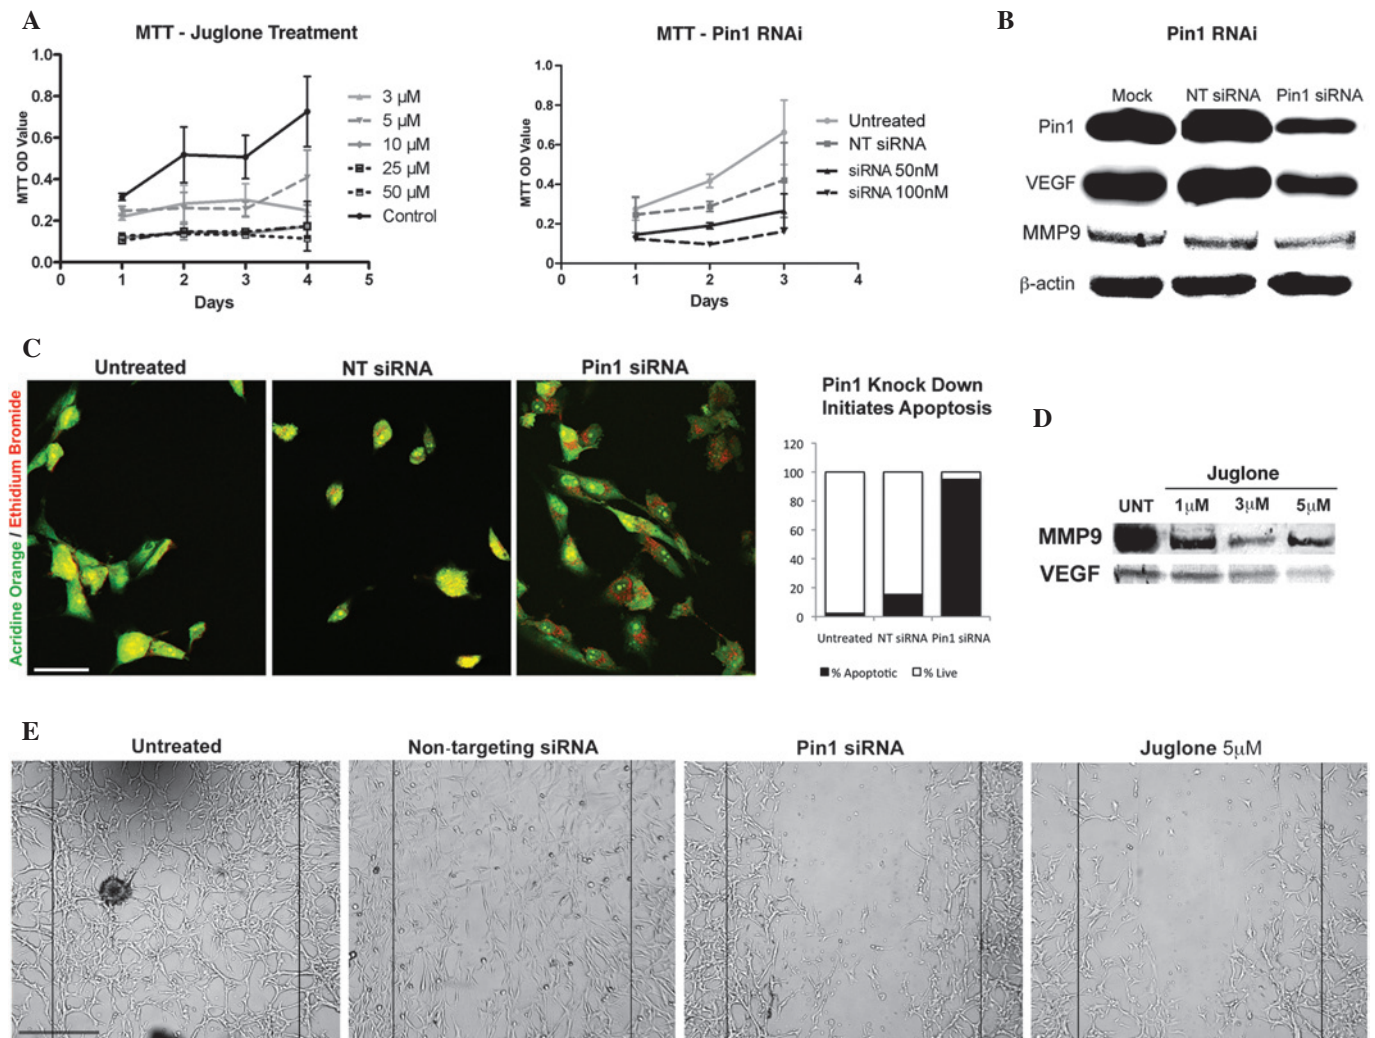 A
MTT - Juglone Treatment
MTT OD Value
1.0
0.8
0.6
0.4
0.2
0.0
0 1 2 3 4 5
Days
3 µM
5 µM
10 µM
25 µM
50 µM
Control
MTT - Pin1 RNAi
MTT OD Value
1.0
0.8
0.6
0.4
0.2
0
0 1 2 3 4
Days
Untreated
NT siRNA
siRNA 50nM
siRNA 100nM
B
Pin1 RNAi
Mock NT siRNA Pin1 siRNA
Pin1
VEGF
MMP9
β-actin
C
Untreated NT siRNA Pin1 siRNA
Acridine Orange / Ethidium Bromide
Pin1 Knock Down
Initiates Apoptosis
120
100
80
60
40
20
0
Untreated NT siRNA Pin1 siRNA
% Apoptotic % Live
D
Juglone
UNT 1µM 3µM 5µM
MMP9
VEGF
E
Untreated Non-targeting siRNA Pin1 siRNA Juglone 5µM